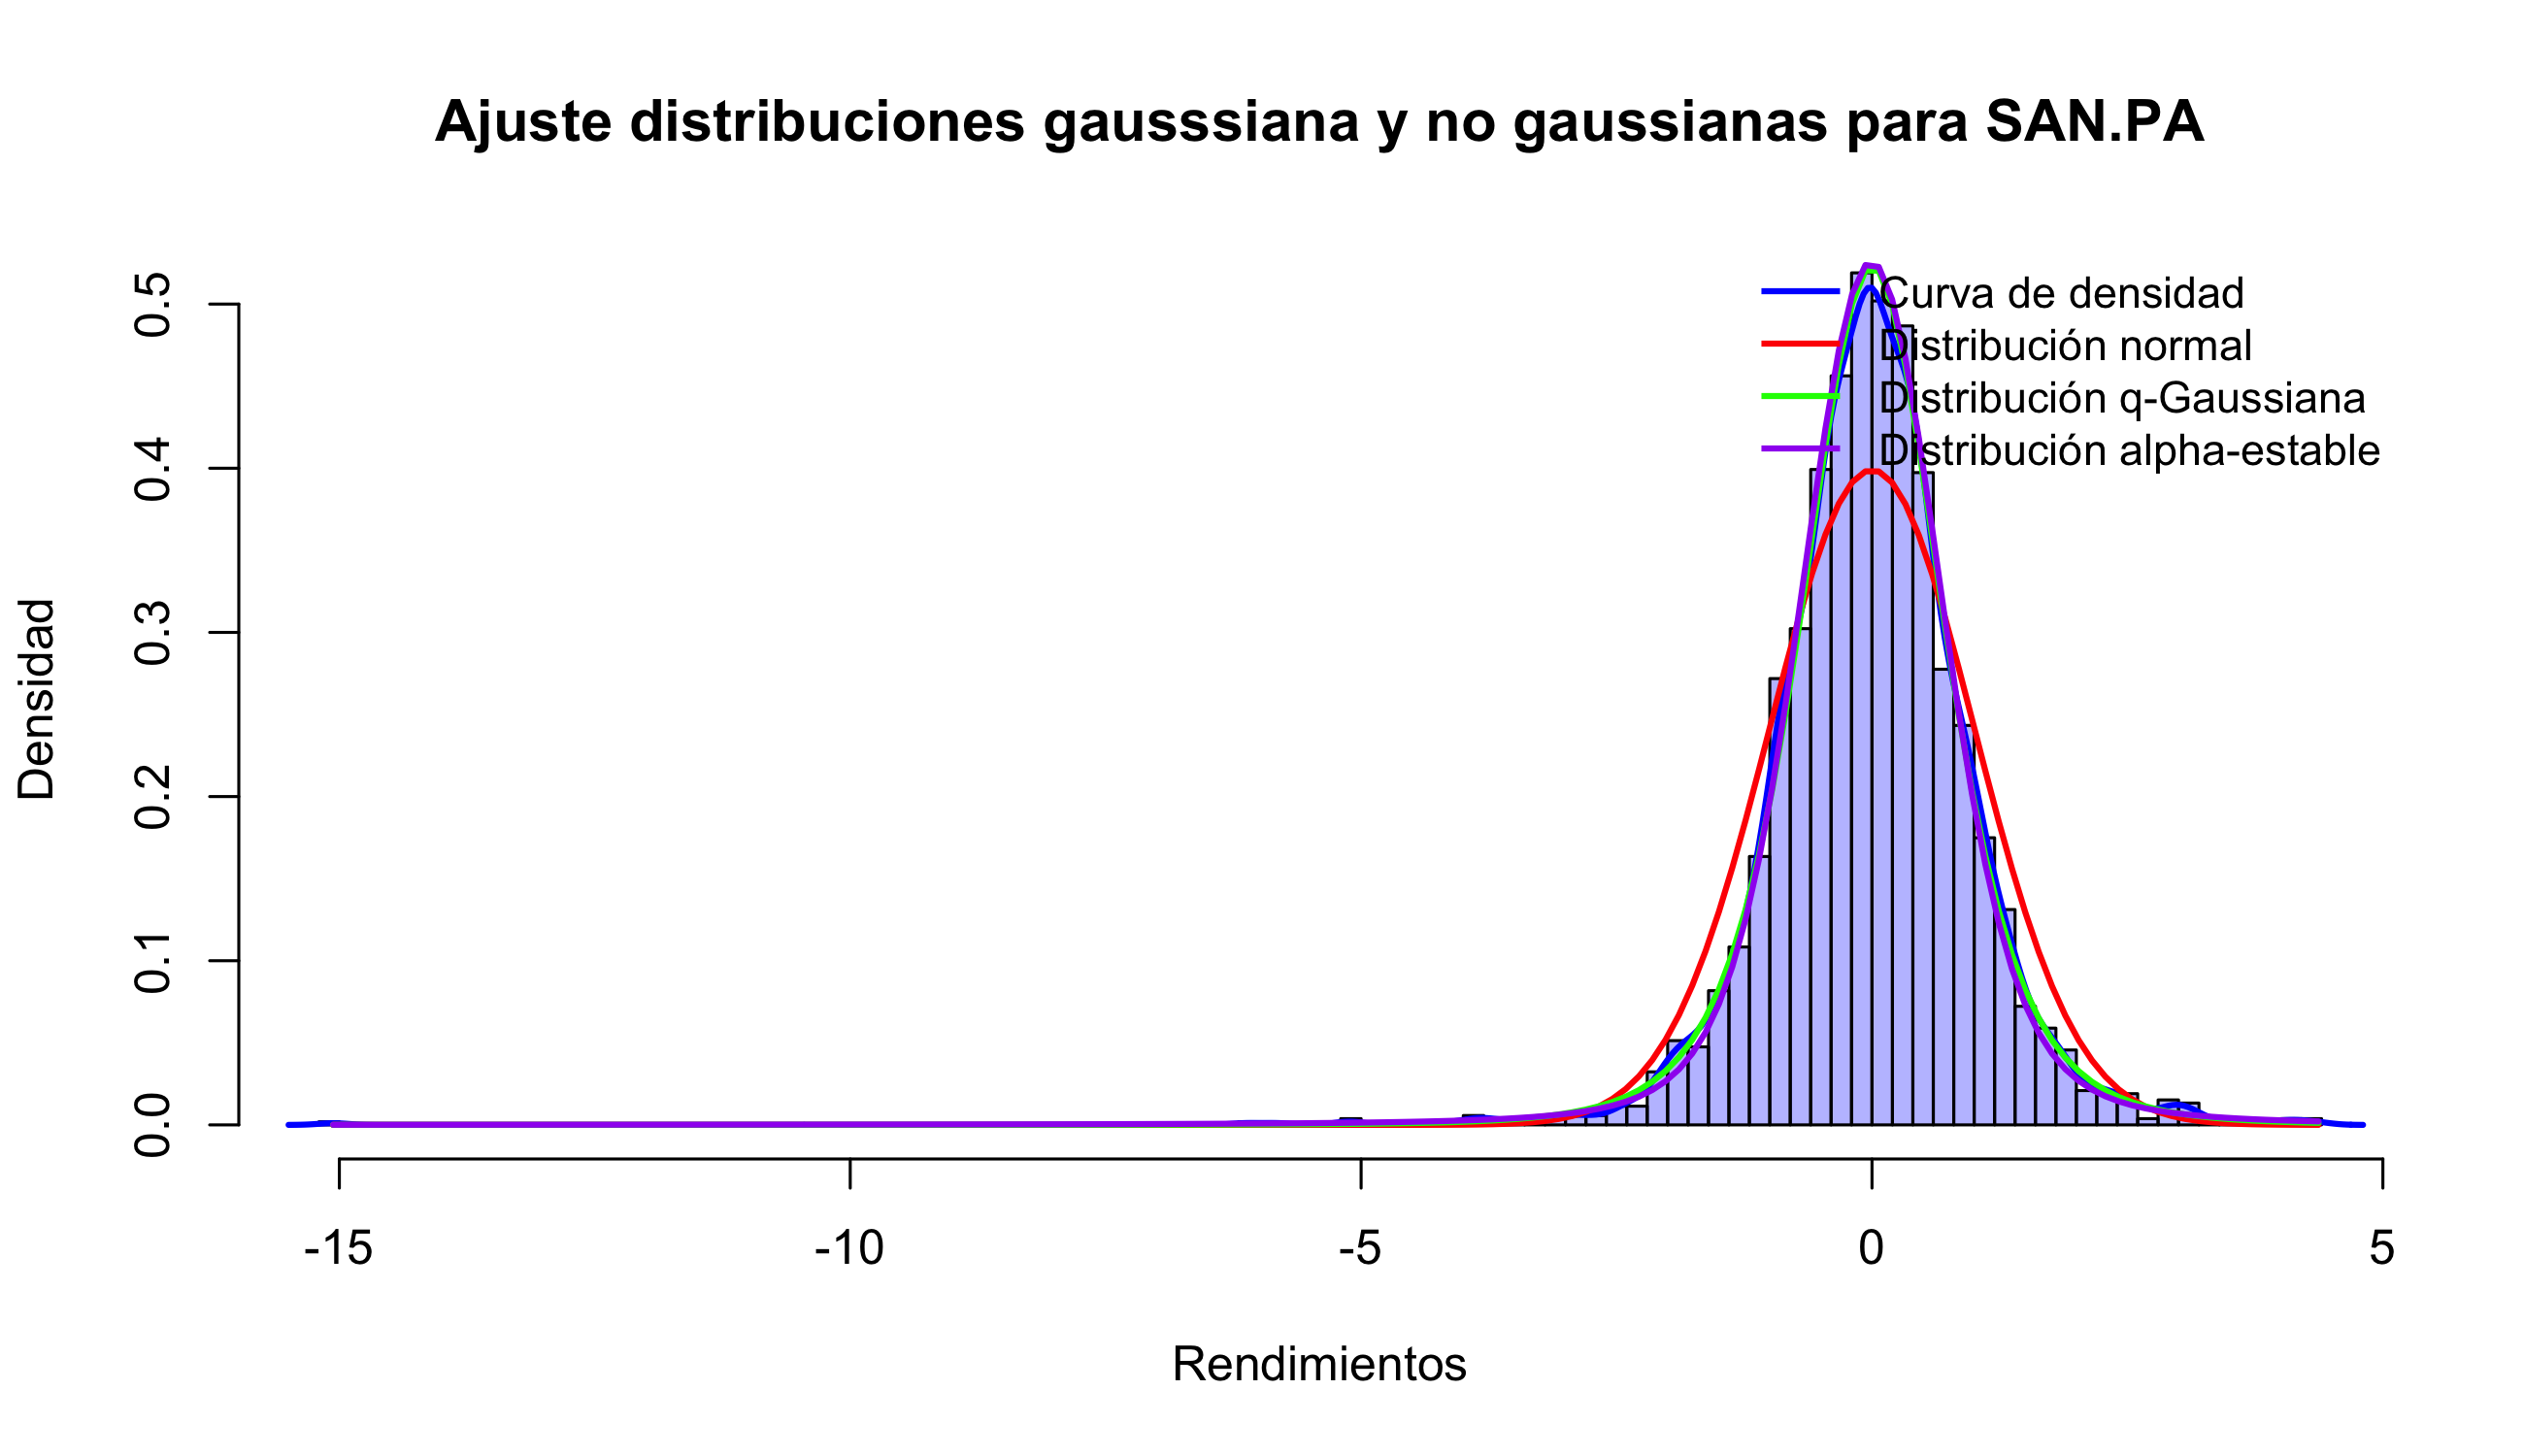 Ajuste distribuciones gausssiana y no gaussianas para SAN.PA
Curva de densidad
Distribución normal
Distribución q-Gaussiana
Distribución alpha-estable
Densidad
0.5
0.4
0.3
0.2
0.1
0.0
-15 -10 -5 0 5
Rendimientos